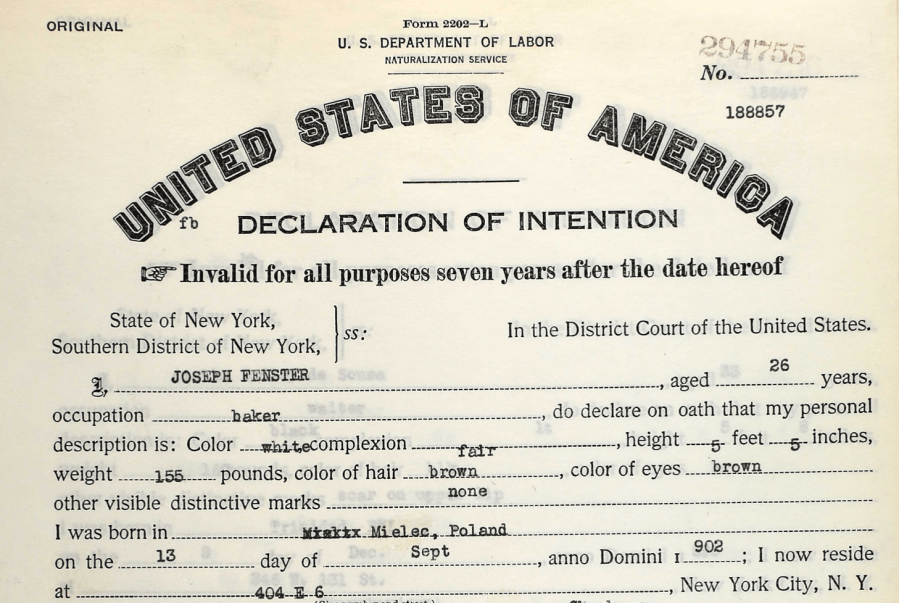 ORIGINAL
Form 2202—L
U. S. DEPARTMENT OF LABOR
NATURALIZATION SERVICE
294755
No.
188857
UNITED STATES OF AMERICA
fb
DECLARATION OF INTENTION
☞ Invalid for all purposes seven years after the date hereof
State of New York,
Southern District of New York,
ss:
In the District Court of the United States.
I, JOSEPH FENSTER, aged 26 years,
occupation baker, do declare on oath that my personal
description is: Color white complexion fair, height 5 feet 5 inches,
weight 155 pounds, color of hair brown, color of eyes brown
other visible distinctive marks none
I was born in Mielec, Poland
on the 13 day of Sept, anno Domini 1 902; I now reside
at 404 E 6, New York City, N. Y.